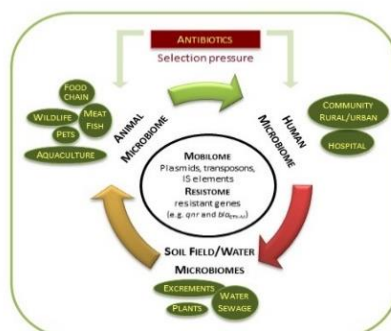 ANTIBIOTICS
Selection pressure
FOOD
CHAIN
WILDLIFE
MEAT
FISH
PETS
AQUACULTURE
ANIMAL
MICROBIOME
HUMAN
MICROBIOME
COMMUNITY
RURAL/URBAN
HOSPITAL
MOBILOME
Plasmids, transposons,
IS elements
RESISTOME
resistant genes
(e.g. qnr and
SOIL FIELD/WATER
MICROBIOMES
EXCREMENTS
WATER
SEWAGE
PLANTS